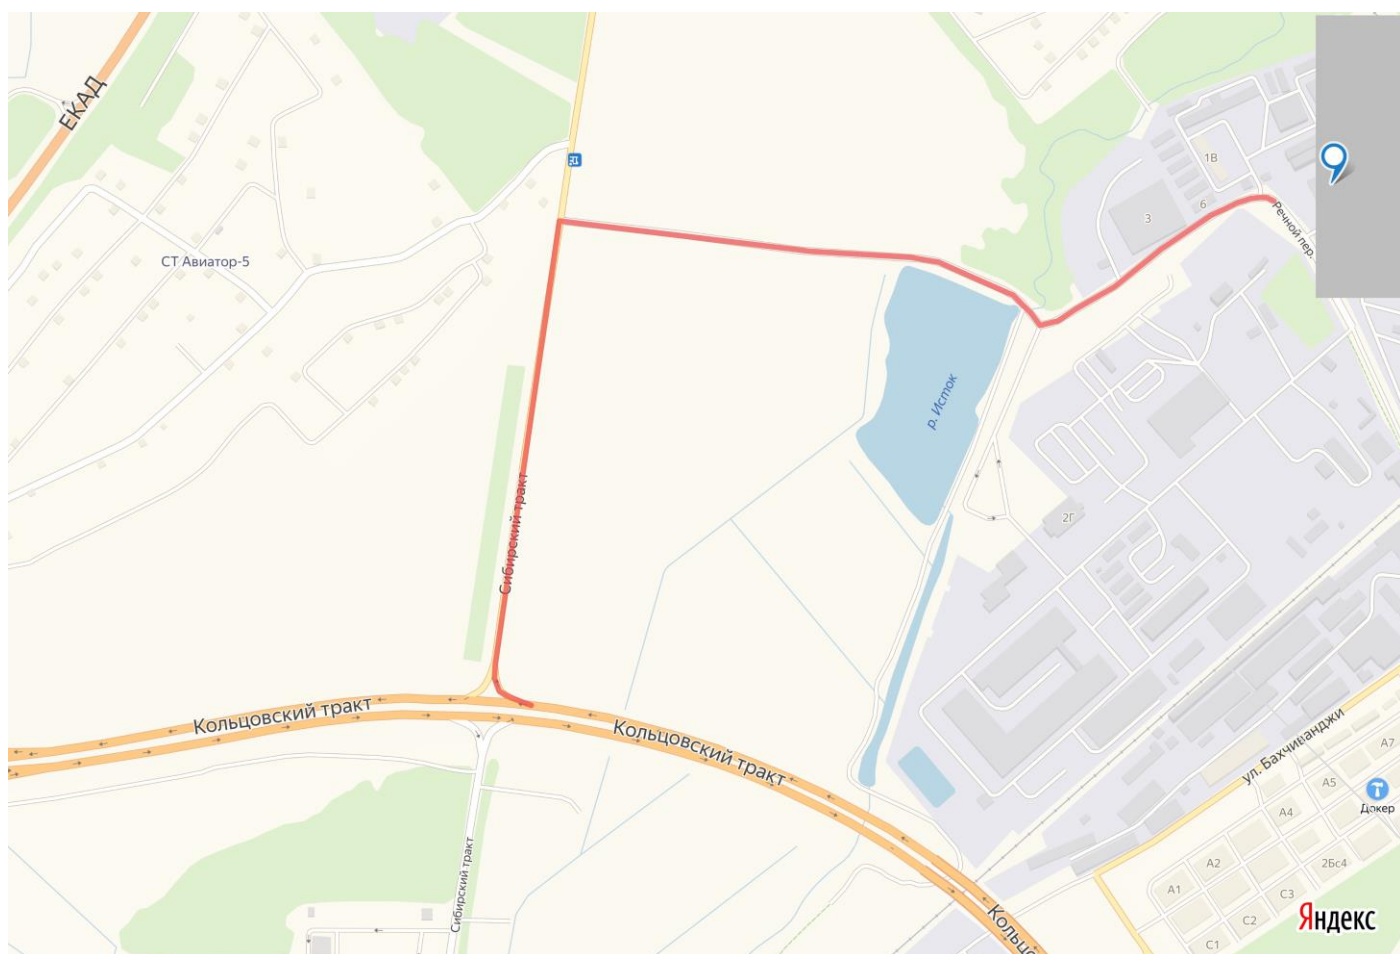 ЕКАД
1В
3
6
Речной пер.
СТ Авиатор-5
р. Исток
Сибирский тракт
2Г
Кольцовский тракт
Кольцовский тракт
ул. Бахчиванджи
А7
А5
Докер
А4
А2
2Бс4
А1
С3
С2
С1
Сибирский тракт
Кольцо
Яндекс